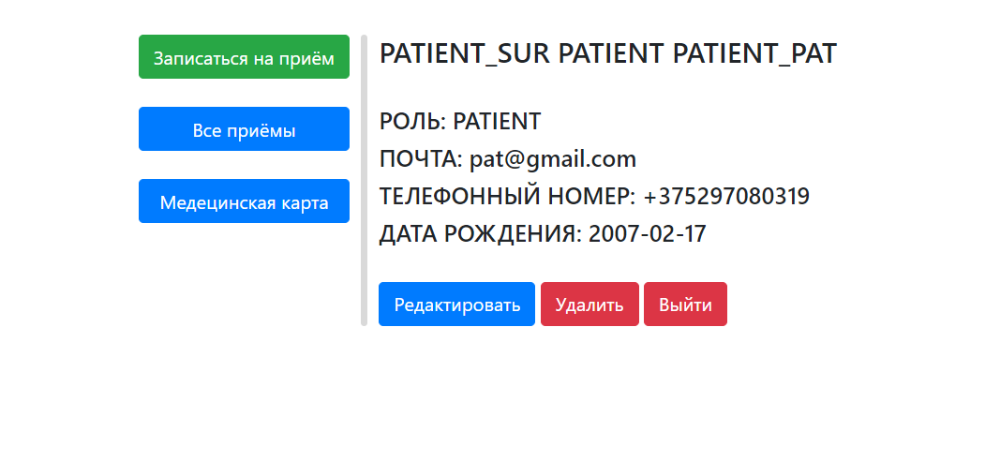 Записаться на приём
Все приёмы
Медецинская карта
PATIENT_SUR PATIENT PATIENT_PAT
РОЛЬ: PATIENT
ПОЧТА: pat@gmail.com
ТЕЛЕФОННЫЙ НОМЕР: +375297080319
ДАТА РОЖДЕНИЯ: 2007-02-17
Редактировать Удалить Выйти